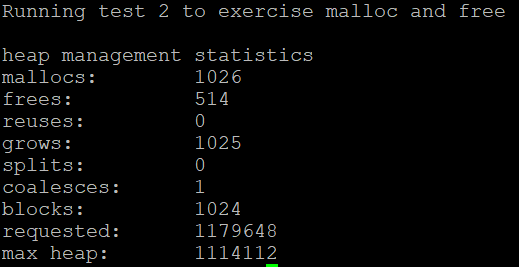 Running test 2 to exercise malloc and free
heap management statistics
mallocs: 1026
frees: 514
reuses: 0
grows: 1025
splits: 0
coalesces: 1
blocks: 1024
requested: 1179648
max heap: 1114112